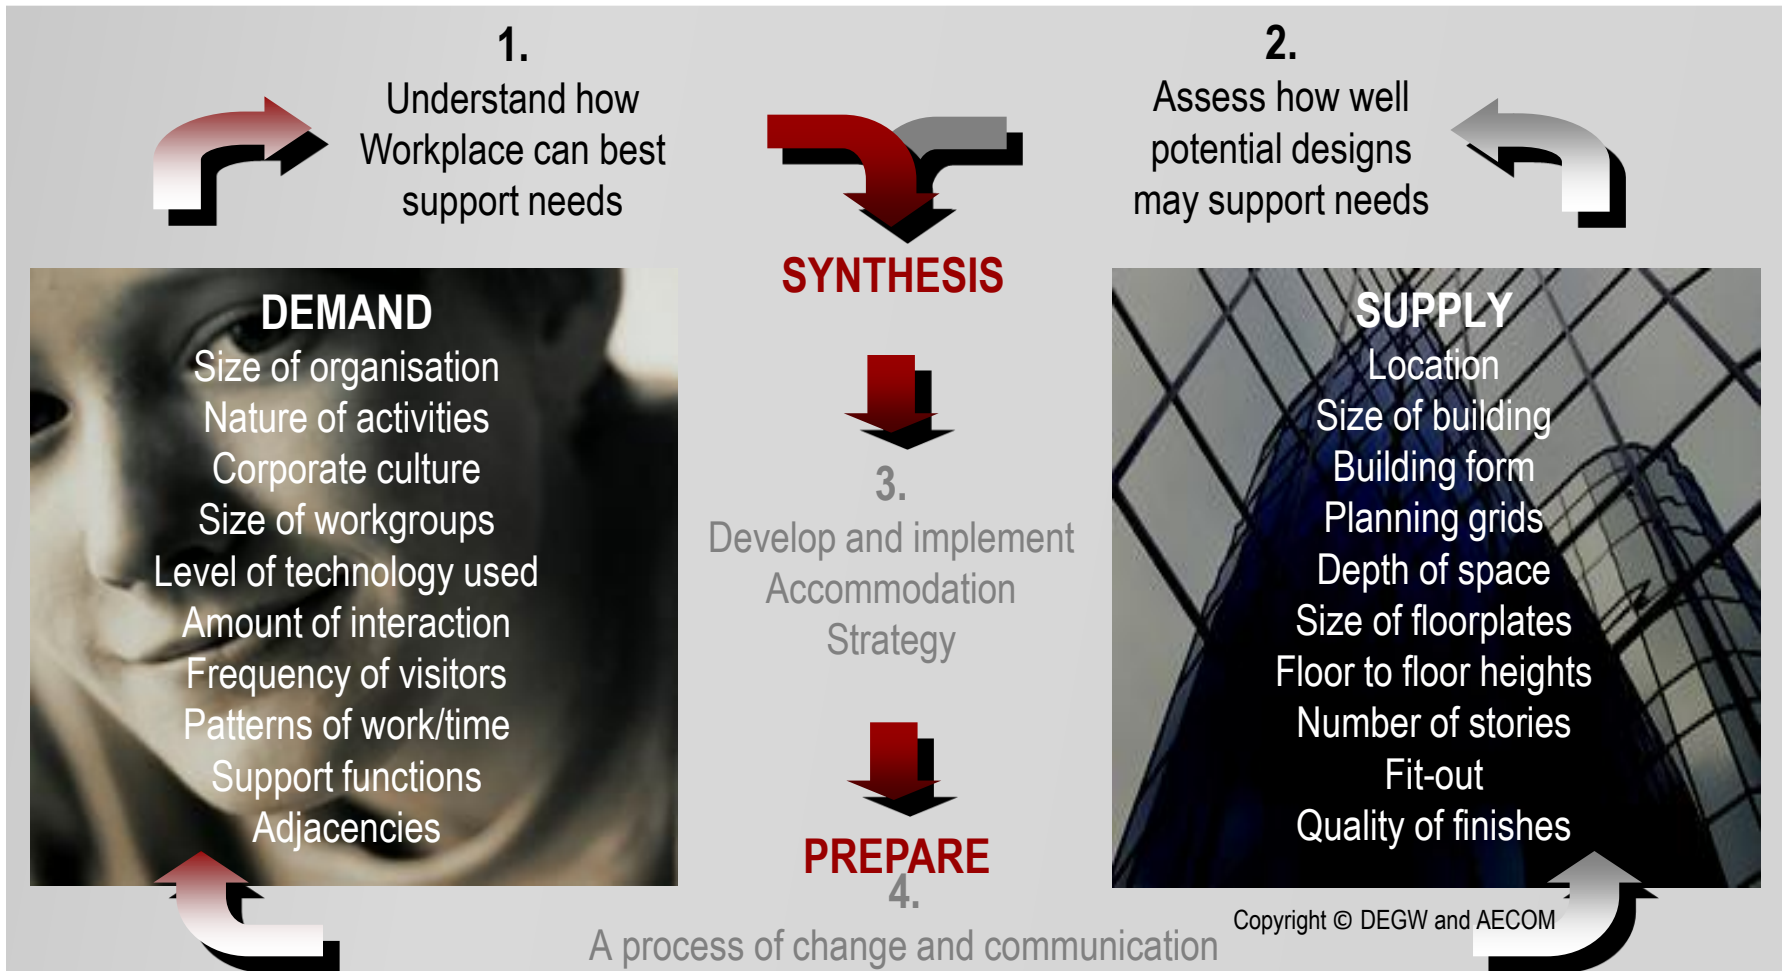 1.
Understand how
Workplace can best
support needs
2.
Assess how well
potential designs
may support needs
SYNTHESIS
DEMAND
Size of organisation
Nature of activities
Corporate culture
Size of workgroups
Level of technology used
Amount of interaction
Frequency of visitors
Patterns of work/time
Support functions
Adjacencies
3.
Develop and implement
Accommodation
Strategy
PREPARE
4.
A process of change and communication
SUPPLY
Location
Size of building
Building form
Planning grids
Depth of space
Size of floorplates
Floor to floor heights
Number of stories
Fit-out
Quality of finishes
Copyright © DEGW and AECOM